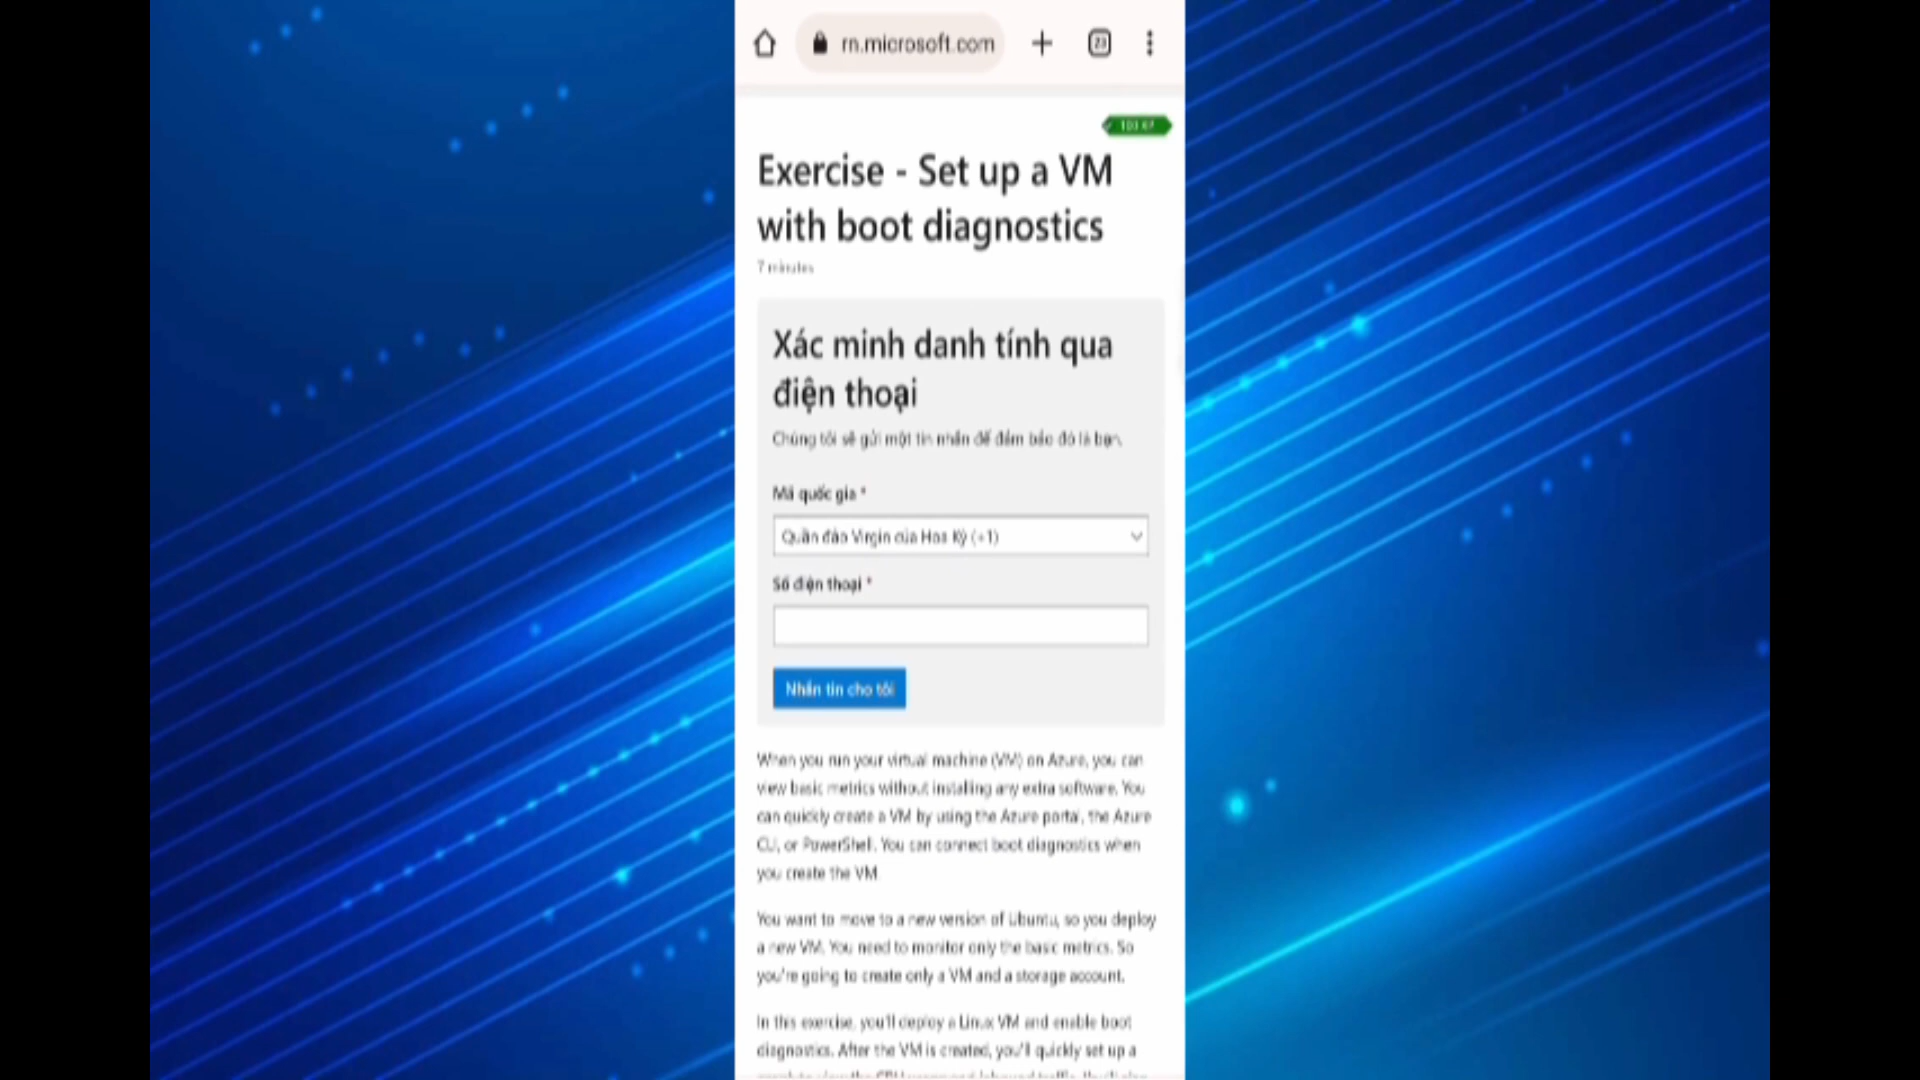 rn.microsoft.com
23
100 XP
Exercise - Set up a VM
with boot diagnostics
7 minutes
Xác minh danh tính qua
điện thoại
Chúng tôi sẽ gửi một tin nhắn để đảm bảo đó là bạn.
Mã quốc gia *
Quần đảo Virgin của Hoa Kỳ (+1)
Số điện thoại *
Nhắn tin cho tôi
When you run your virtual machine (VM) on Azure, you can
view basic metrics without installing any extra software. You
can quickly create a VM by using the Azure portal, the Azure
CLI, or PowerShell. You can connect boot diagnostics when
you create the VM.
You want to move to a new version of Ubuntu, so you deploy
a new VM. You need to monitor only the basic metrics. So
you're going to create only a VM and a storage account.
In this exercise, you'll deploy a Linux VM and enable boot
diagnostics. After the VM is created, you'll quickly set up a